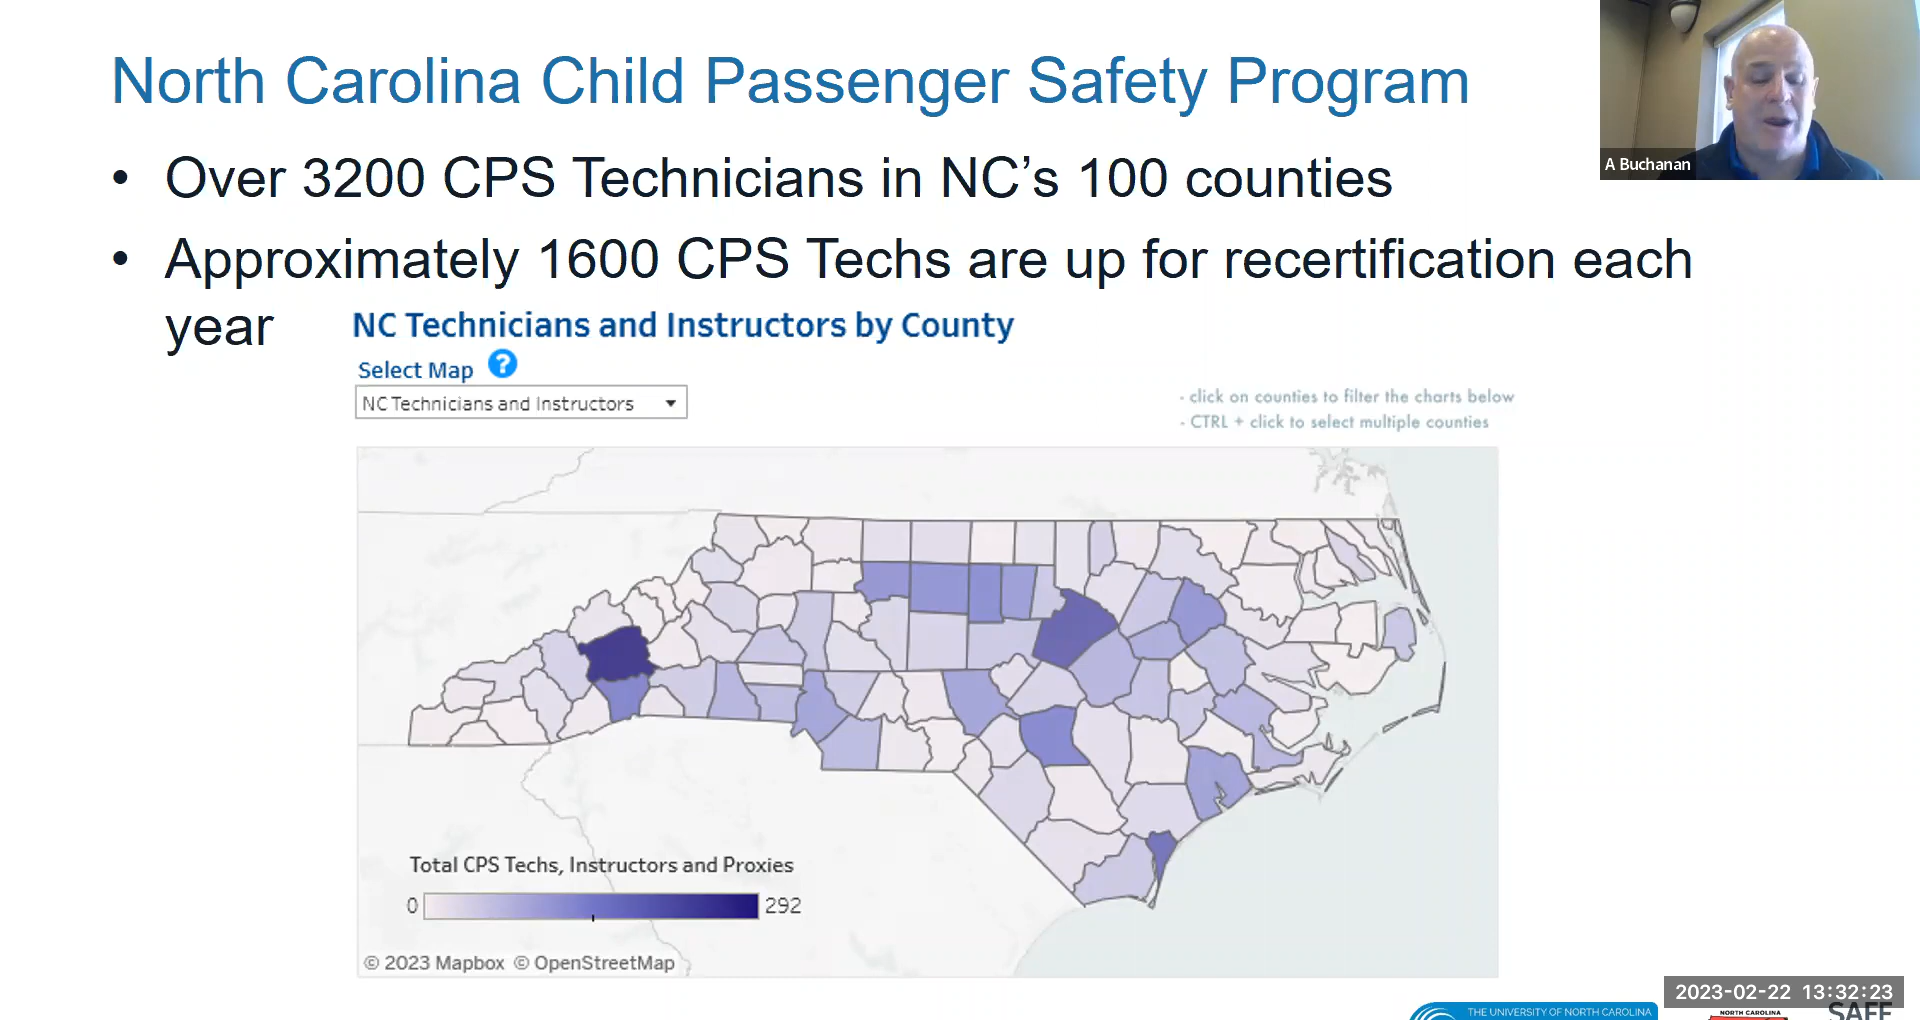 North Carolina Child Passenger Safety Program
A Buchanan
• Over 3200 CPS Technicians in NC’s 100 counties
• Approximately 1600 CPS Techs are up for recertification each
year
NC Technicians and Instructors by County
Select Map ?
NC Technicians and Instructors
- click on counties to filter the charts below
- CTRL + click to select multiple counties
Total CPS Techs, Instructors and Proxies
0 292
© 2023 Mapbox © OpenStreetMap
2023-02-22 13:32:23
THE UNIVERSITY OF NORTH CAROLINA
NORTH CAROLINA
SAFE